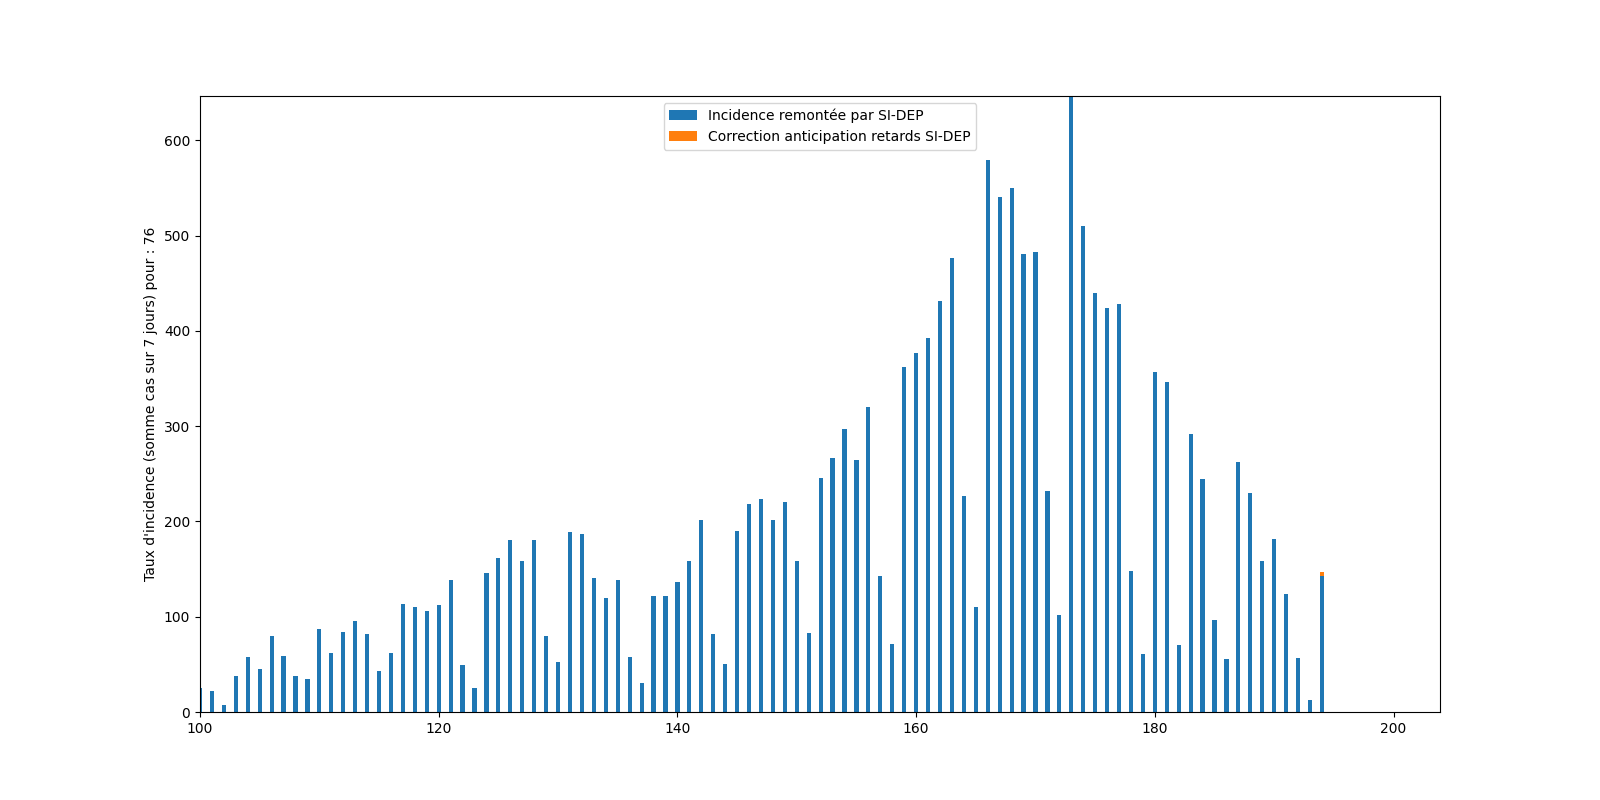 Incidence remontée par SI-DEP
Correction anticipation retards SI-DEP
Taux d'incidence (somme cas sur 7 jours) pour : 76
600
500
400
300
200
100
0
100 120 140 160 180 200